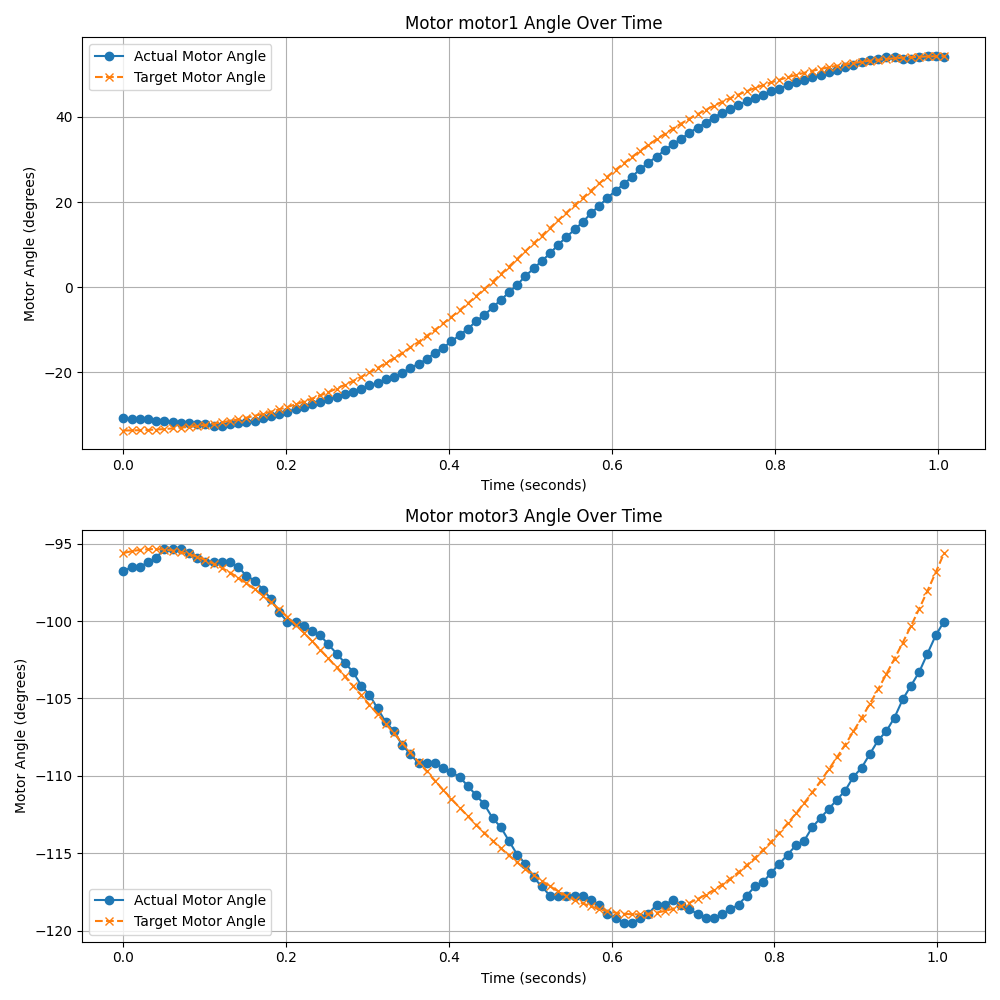 Motor motor1 Angle Over Time
Actual Motor Angle
Target Motor Angle
Motor Angle (degrees)
40
20
0
−20
0.0 0.2 0.4 0.6 0.8 1.0
Time (seconds)
Motor motor3 Angle Over Time
Motor Angle (degrees)
−95
−100
−105
−110
−115
−120
Actual Motor Angle
Target Motor Angle
0.0 0.2 0.4 0.6 0.8 1.0
Time (seconds)